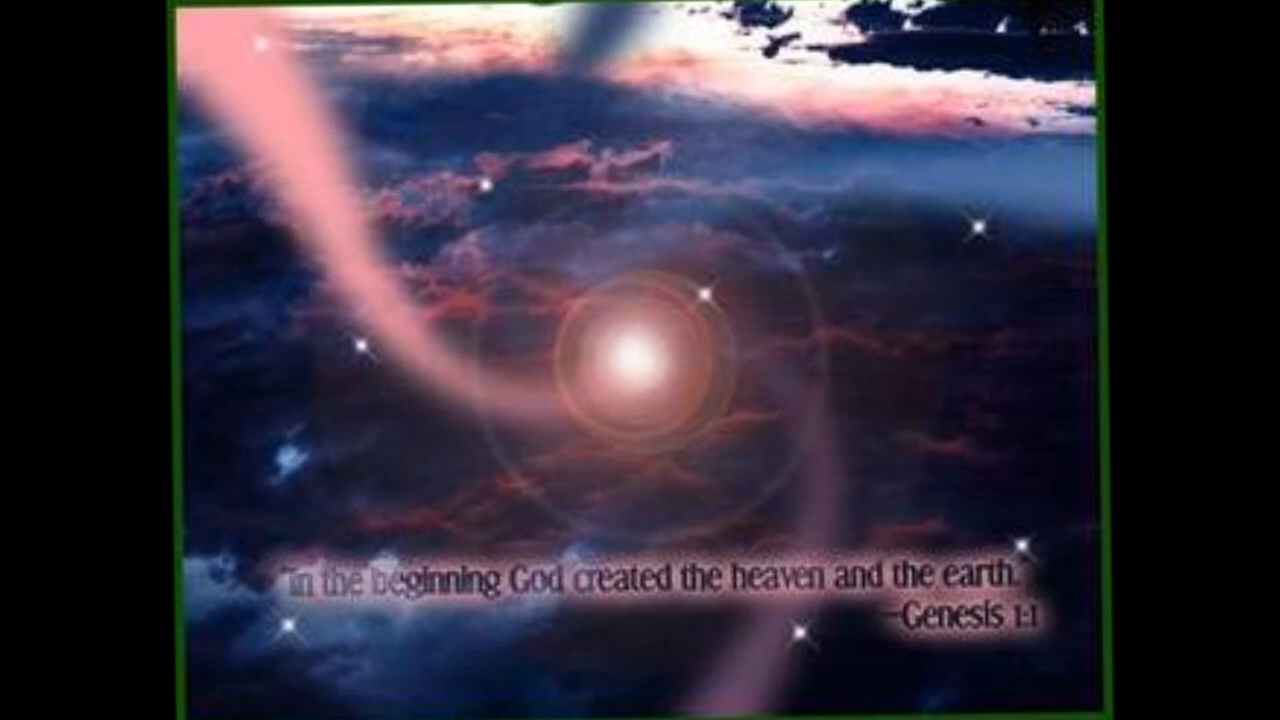 "in the beginning God created the heaven and the earth."
–Genesis 1:1